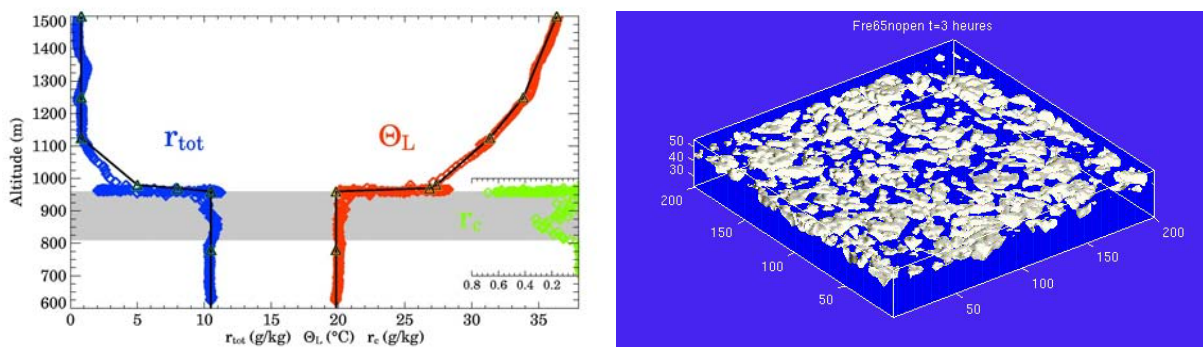 1500
1400
1300
1200
1100
1000
900
800
700
600
Altitude (m)
r_tot
Θ_L
r_c
0.8 0.6 0.4 0.2
0 5 10 15 20 25 30 35
r_tot (g/kg) Θ_L (°C) r_c (g/kg)
Fre65nopen t=3 heures
50
40
30
200
150
100
50
50
100
150
200